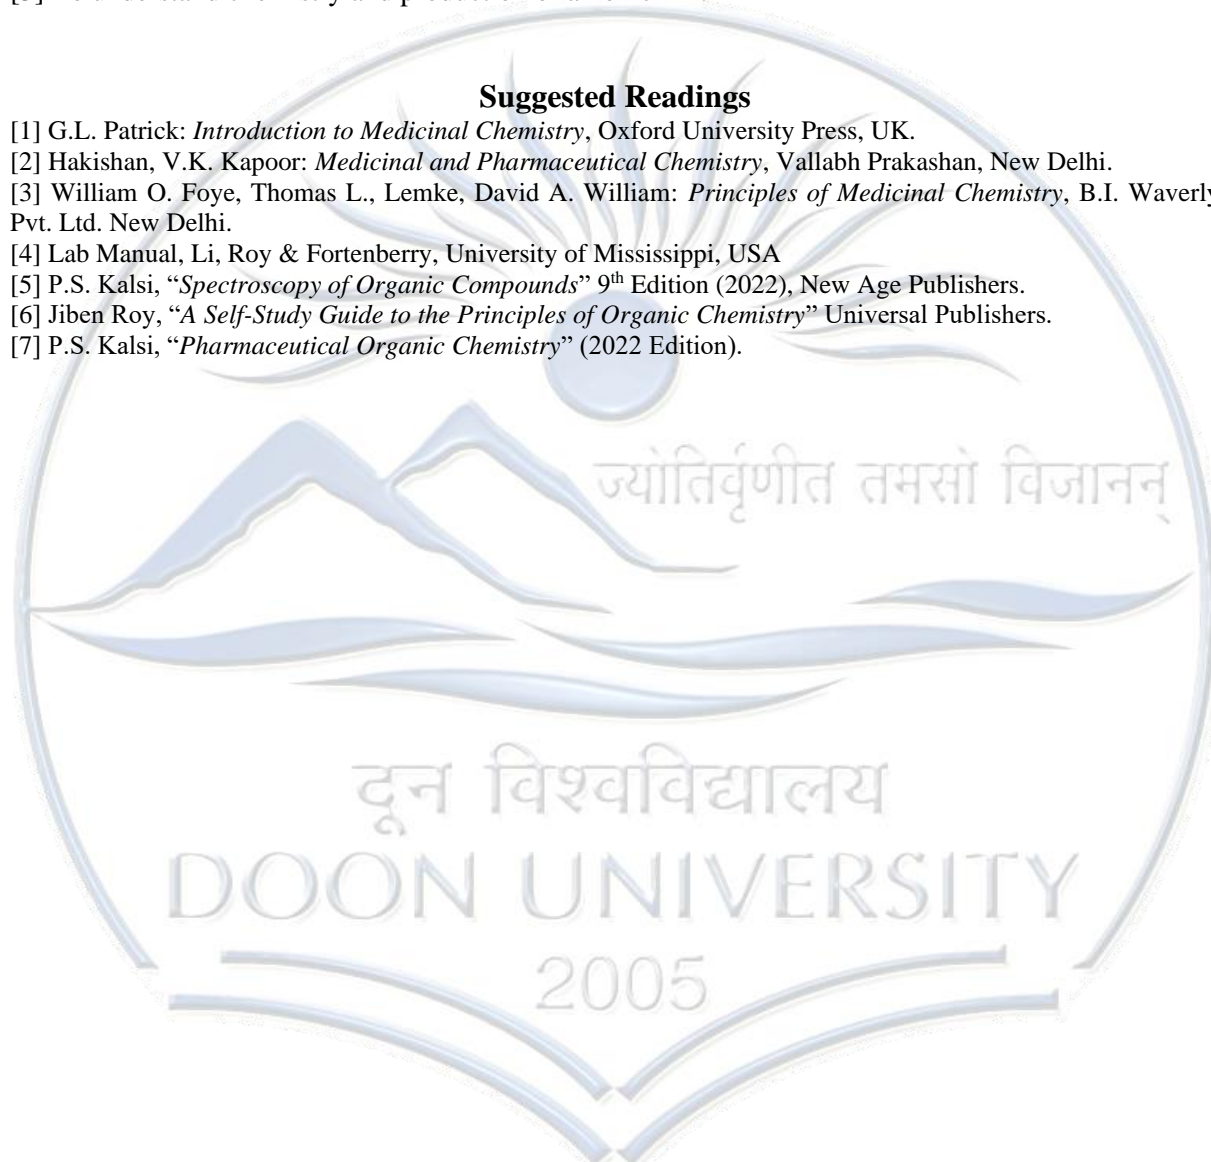 Suggested Readings
[1] G.L. Patrick: Introduction to Medicinal Chemistry, Oxford University Press, UK.
[2] Hakishan, V.K. Kapoor: Medicinal and Pharmaceutical Chemistry, Vallabh Prakashan, New Delhi.
[3] William O. Foye, Thomas L., Lemke, David A. William: Principles of Medicinal Chemistry, B.I. Waverly
Pvt. Ltd. New Delhi.
[4] Lab Manual, Li, Roy & Fortenberry, University of Mississippi, USA
[5] P.S. Kalsi, “Spectroscopy of Organic Compounds” 9th Edition (2022), New Age Publishers.
[6] Jiben Roy, “A Self-Study Guide to the Principles of Organic Chemistry” Universal Publishers.
[7] P.S. Kalsi, “Pharmaceutical Organic Chemistry” (2022 Edition).
ज्योतिर्वृणीत तमसो विजानन्
दून विश्वविद्यालय
DOON UNIVERSITY
2005